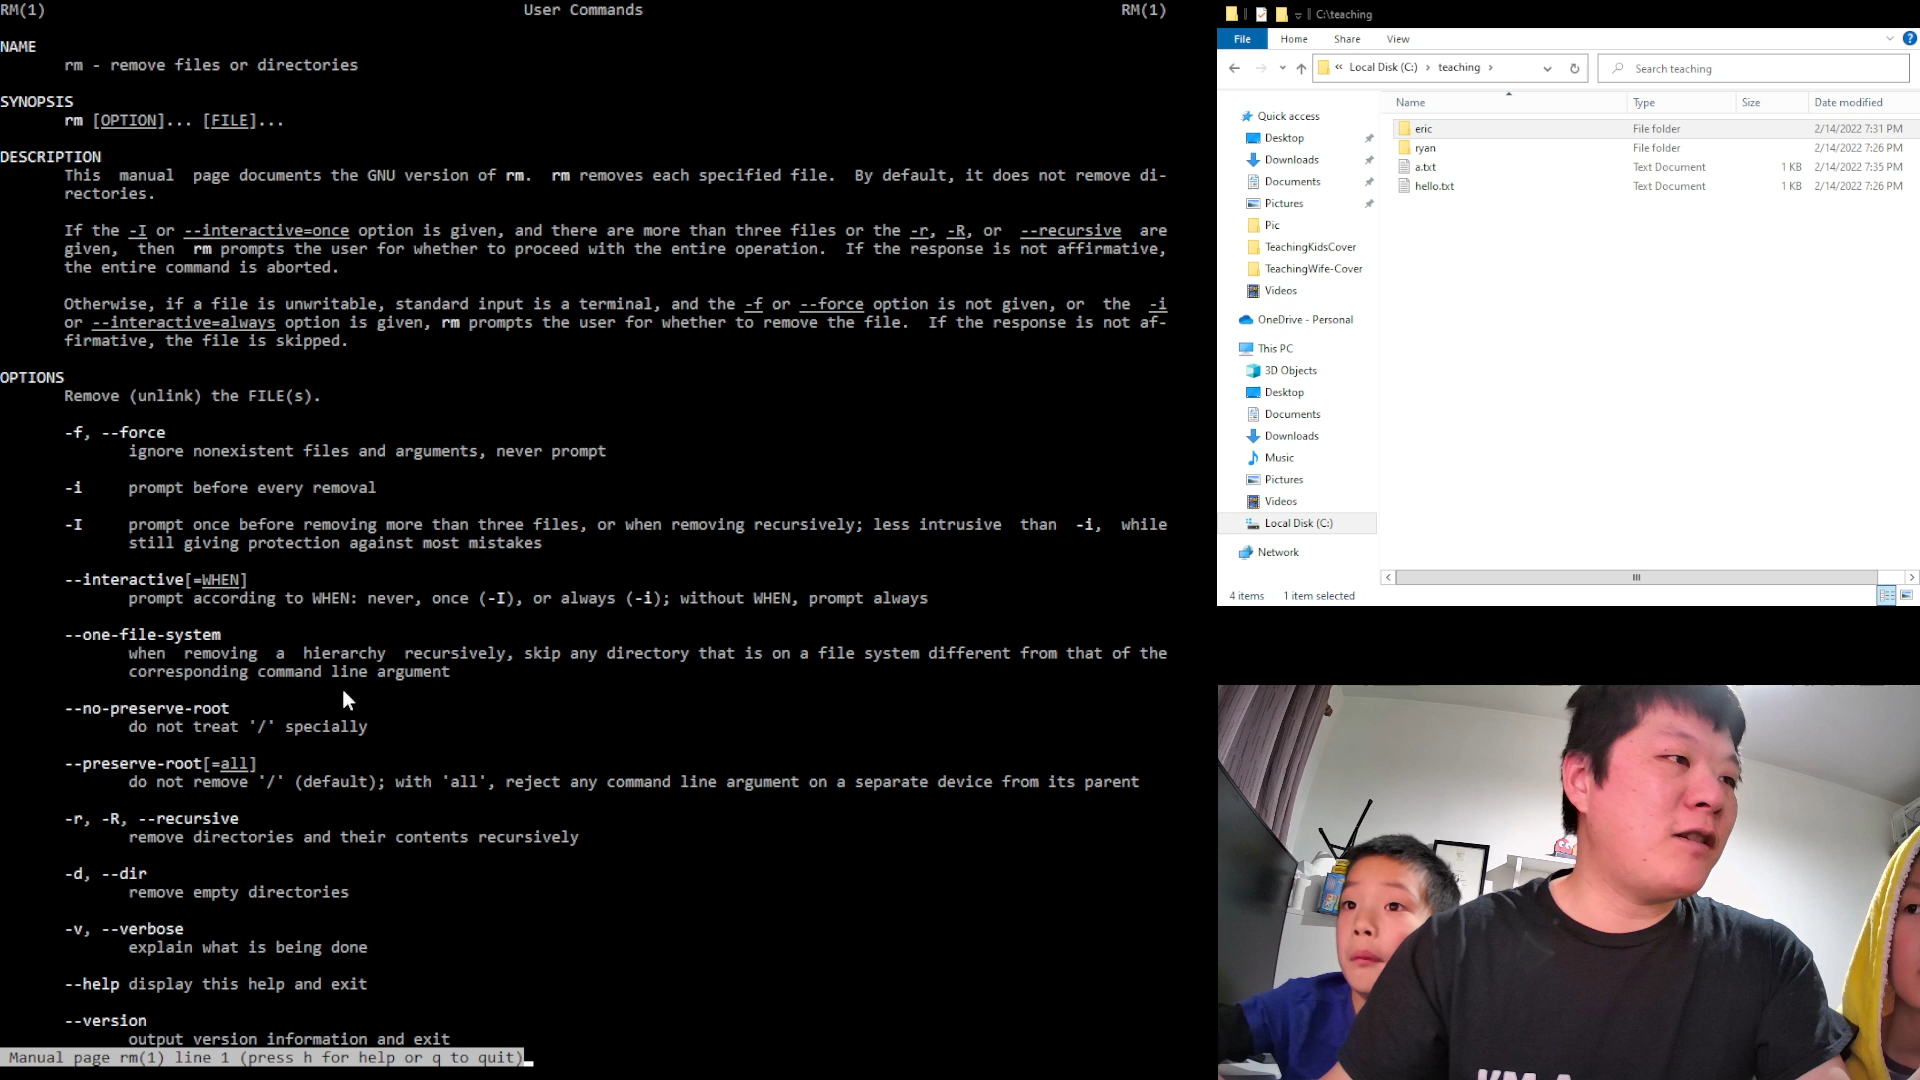 RM(1) User Commands RM(1)
NAME
rm - remove files or directories
SYNOPSIS
rm [OPTION]... [FILE]...
DESCRIPTION
This manual page documents the GNU version of rm. rm removes each specified file. By default, it does not remove di-
rectories.
If the -I or --interactive=once option is given, and there are more than three files or the -r, -R, or --recursive are
given, then rm prompts the user for whether to proceed with the entire operation. If the response is not affirmative,
the entire command is aborted.
Otherwise, if a file is unwritable, standard input is a terminal, and the -f or --force option is not given, or the -i
or --interactive=always option is given, rm prompts the user for whether to remove the file. If the response is not af-
firmative, the file is skipped.
OPTIONS
Remove (unlink) the FILE(s).
-f, --force
ignore nonexistent files and arguments, never prompt
-i prompt before every removal
-I prompt once before removing more than three files, or when removing recursively; less intrusive than -i, while
still giving protection against most mistakes
--interactive[=WHEN]
prompt according to WHEN: never, once (-I), or always (-i); without WHEN, prompt always
--one-file-system
when removing a hierarchy recursively, skip any directory that is on a file system different from that of the
corresponding command line argument
--no-preserve-root
do not treat '/' specially
--preserve-root[=all]
do not remove '/' (default); with 'all', reject any command line argument on a separate device from its parent
-r, -R, --recursive
remove directories and their contents recursively
-d, --dir
remove empty directories
-v, --verbose
explain what is being done
--help display this help and exit
--version
output version information and exit
Manual page rm(1) line 1 (press h for help or q to quit)
C:\teaching
File Home Share View
« Local Disk (C:) › teaching ›
Search teaching
Name Type Size Date modified
eric File folder 2/14/2022 7:31 PM
ryan File folder 2/14/2022 7:26 PM
a.txt Text Document 1 KB 2/14/2022 7:35 PM
hello.txt Text Document 1 KB 2/14/2022 7:26 PM
Quick access
Desktop
Downloads
Documents
Pictures
Pic
TeachingKidsCover
TeachingWife-Cover
Videos
OneDrive - Personal
This PC
3D Objects
Desktop
Documents
Downloads
Music
Pictures
Videos
Local Disk (C:)
Network
4 items 1 item selected